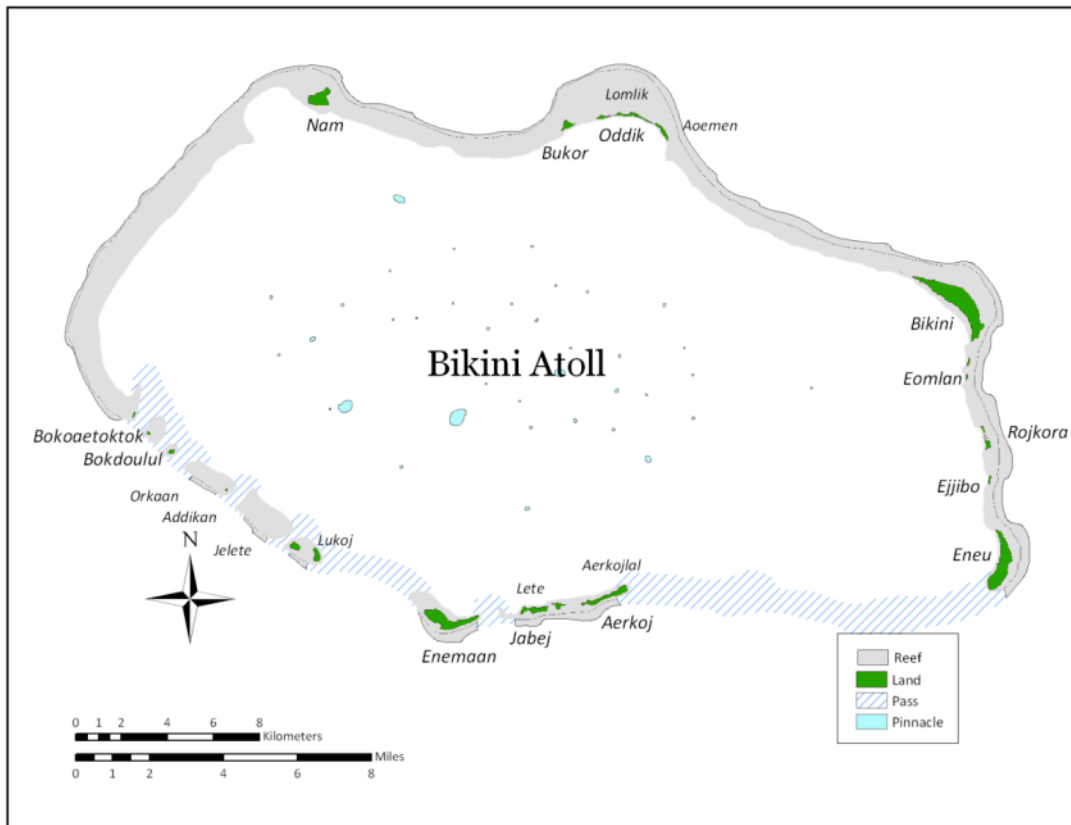 Lomlik
Nam
Oddik
Aoemen
Bukor
Bikini
Bikini Atoll
Eomlan
Rojkora
Bokoaetoktok
Bokdoulul
Ejjibo
Orkaan
Addikan
N
Jelete
Lukoj
Eneu
Aerkojlal
Lete
Aerkoj
Jabej
Enemaan
Reef
Land
Pass
Pinnacle
0 1 2 4 6 8
Kilometers
Miles
0 1 2 4 6 8